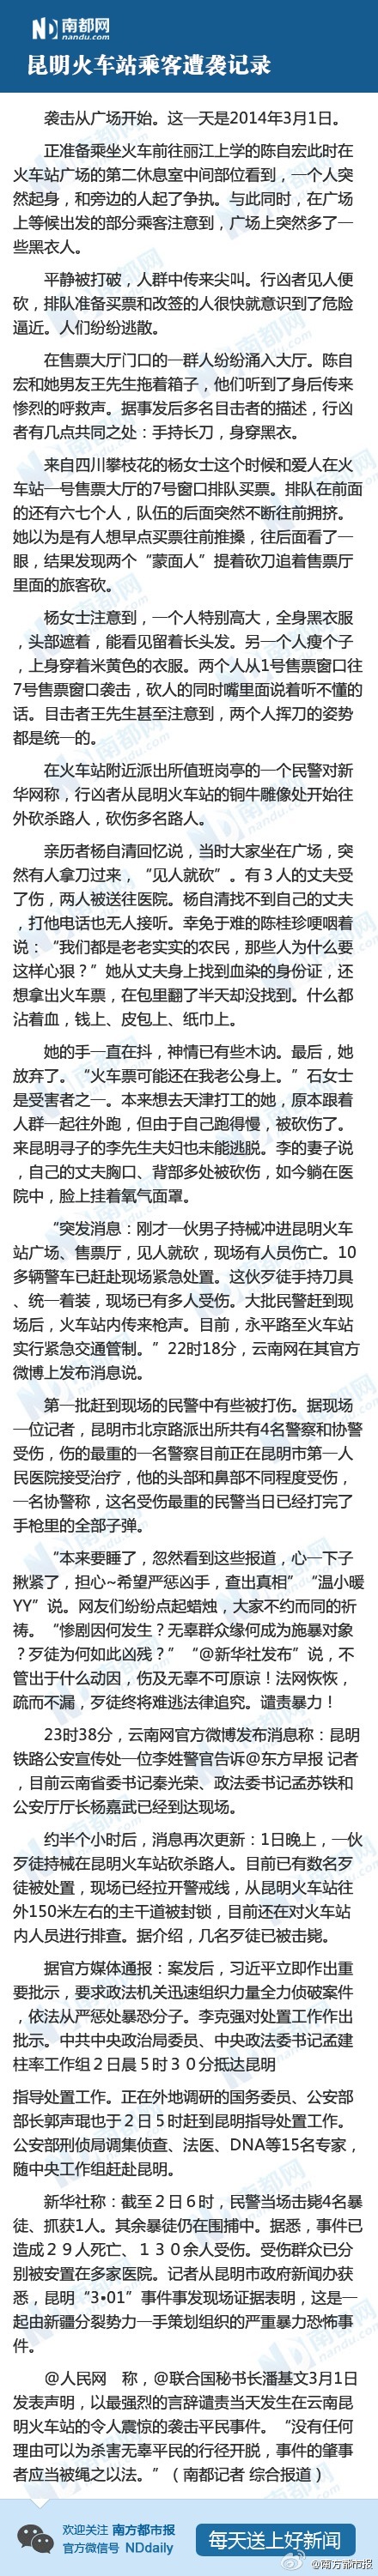 南都网
nandu.com
昆明火车站乘客遭袭记录
袭击从广场开始。这一天是2014年3月1日。
正准备乘坐火车前往丽江上学的陈自宏此时在
火车站广场的第二休息室中间部位看到，一个人突
然起身，和旁边的人起了争执。与此同时，在广场
上等候出发的部分乘客注意到，广场上突然多了一
些黑衣人。
平静被打破，人群中传来尖叫。行凶者见人便
砍，排队准备买票和改签的人很快就意识到了危险
逼近。人们纷纷逃散。
在售票大厅门口的一群人纷纷涌入大厅。陈自
宏和她男友王先生拖着箱子，他们听到了身后传来
惨烈的呼救声。据事发后多名目击者的描述，行凶
者有几点共同之处：手持长刀，身穿黑衣。
来自四川攀枝花的杨女士这个时候和爱人在火
车站一号售票大厅的7号窗口排队买票。排队在前面
的还有六七个人，队伍的后面突然不断往前拥挤。
她以为是有人想早点买票往前推搡，往后面看了一
眼，结果发现两个“蒙面人”提着砍刀追着售票厅
里面的旅客砍。
杨女士注意到，一个人特别高大，全身黑衣服
，头部遮着，能看见留着长头发。另一个人瘦个子
，上身穿着米黄色的衣服。两个人从1号售票窗口往
7号售票窗口袭击，砍人的同时嘴里面说着听不懂的
话。目击者王先生甚至注意到，两个人挥刀的姿势
都是统一的。
在火车站附近派出所值班岗亭的一个民警对新
华网称，行凶者从昆明火车站的铜牛雕像处开始往
外砍杀路人，砍伤多名路人。
亲历者杨自清回忆说，当时大家坐在广场，突
然有人拿刀过来，“见人就砍”。有３人的丈夫受
了伤，两人被送往医院。杨自清找不到自己的丈夫
，打他电话也无人接听。幸免于难的陈桂珍哽咽着
说：“我们都是老老实实的农民，那些人为什么要
这样心狠？”她从丈夫身上找到血染的身份证，还
想拿出火车票，在包里翻了半天却没找到。什么都
沾着血，钱上、皮包上、纸巾上。
她的手一直在抖，神情已有些木讷。最后，她
放弃了。“火车票可能还在我老公身上。”石女士
是受害者之一。本来想去天津打工的她，原本跟着
人群一起往外跑，但由于自己跑得慢，被砍伤了。
来昆明寻子的李先生夫妇也未能逃脱。李的妻子说
，自己的丈夫胸口、背部多处被砍伤，如今躺在医
院中，脸上挂着氧气面罩。
“突发消息：刚才一伙男子持械冲进昆明火车
站广场、售票厅，见人就砍，现场有人员伤亡。10
多辆警车已赶赴现场紧急处置。这伙歹徒手持刀具
、统一着装，现场已有多人受伤。大批民警赶到现
场后，火车站内传来枪声。目前，永平路至火车站
实行紧急交通管制。”22时18分，云南网在其官方
微博上发布消息说。
第一批赶到现场的民警中有些被打伤。据现场
一位记者，昆明市北京路派出所共有4名警察和协警
受伤，伤的最重的一名警察目前正在昆明市第一人
民医院接受治疗，他的头部和鼻部不同程度受伤，
一名协警称，这名受伤最重的民警当日已经打完了
手枪里的全部子弹。
“本来要睡了，忽然看到这些报道，心一下子
揪紧了，担心~希望严惩凶手，查出真相”“温小暖
YY”说。网友们纷纷点起蜡烛，大家不约而同的祈
祷。“惨剧因何发生？无辜群众缘何成为施暴对象
？歹徒为何如此凶残？”“@新华社发布”说，不
管出于什么动因，伤及无辜不可原谅！法网恢恢，
疏而不漏，歹徒终将难逃法律追究。谴责暴力！
23时38分，云南网官方微博发布消息称：昆明
铁路公安宣传处一位李姓警官告诉@东方早报 记者
，目前云南省委书记秦光荣、政法委书记孟苏铁和
公安厅厅长杨嘉武已经到达现场。
约半个小时后，消息再次更新：1日晚上，一伙
歹徒持械在昆明火车站砍杀路人。目前已有数名歹
徒被处置，现场已经拉开警戒线，从昆明火车站往
外150米左右的主干道被封锁，目前还在对火车站
内人员进行排查。据介绍，几名歹徒已被击毙。
据官方媒体通报：案发后，习近平立即作出重
要批示，要求政法机关迅速组织力量全力侦破案件
，依法从严惩处暴恐分子。李克强对处置工作作出
批示。中共中央政治局委员、中央政法委书记孟建
柱率工作组２日晨５时３０分抵达昆明
指导处置工作。正在外地调研的国务委员、公安部
部长郭声琨也于２日５时赶到昆明指导处置工作。
公安部刑侦局调集侦查、法医、DNA等15名专家，
随中央工作组赶赴昆明。
新华社称：截至２日６时，民警当场击毙4名暴
徒、抓获1人。其余暴徒仍在围捕中。据悉，事件已
造成２９人死亡、１３０余人受伤。受伤群众已分
别被安置在多家医院。记者从昆明市政府新闻办获
悉，昆明“3•01”事件事发现场证据表明，这是一
起由新疆分裂势力一手策划组织的严重暴力恐怖事
件。
@人民网　称，@联合国秘书长潘基文3月1日
发表声明，以最强烈的言辞谴责当天发生在云南昆
明火车站的令人震惊的袭击平民事件。“没有任何
理由可以为杀害无辜平民的行径开脱，事件的肇事
者应当被绳之以法。”（南都记者 综合报道）
欢迎关注 南方都市报
官方微信号 NDdaily
每天送上好新闻
@南方都市报